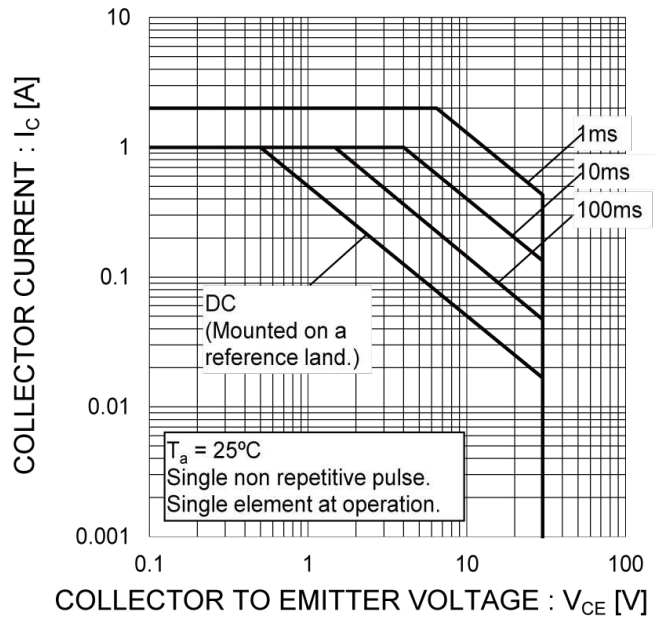 10
1
0.1
0.01
0.001
COLLECTOR CURRENT : IC [A]
1ms
10ms
100ms
DC
(Mounted on a
reference land.)
Ta = 25ºC
Single non repetitive pulse.
Single element at operation.
0.1 1 10 100
COLLECTOR TO EMITTER VOLTAGE : VCE [V]